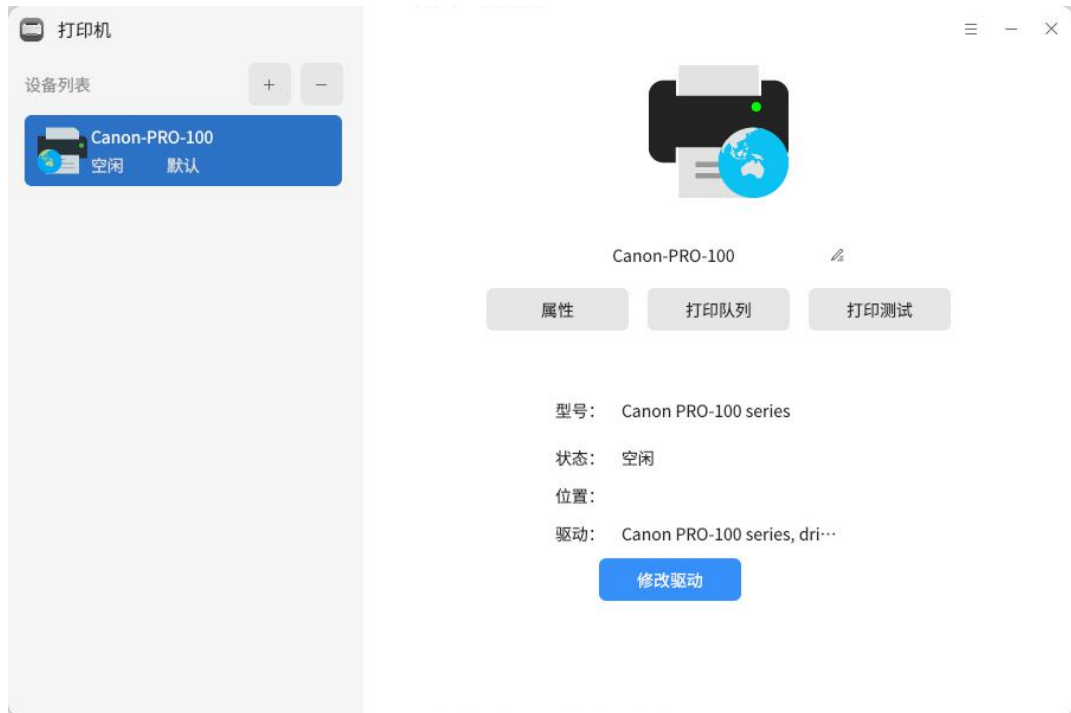 打印机
设备列表
Canon-PRO-100
空闲 默认
Canon-PRO-100
属性 打印队列 打印测试
型号： Canon PRO-100 series
状态： 空闲
位置：
驱动： Canon PRO-100 series, dri…
修改驱动